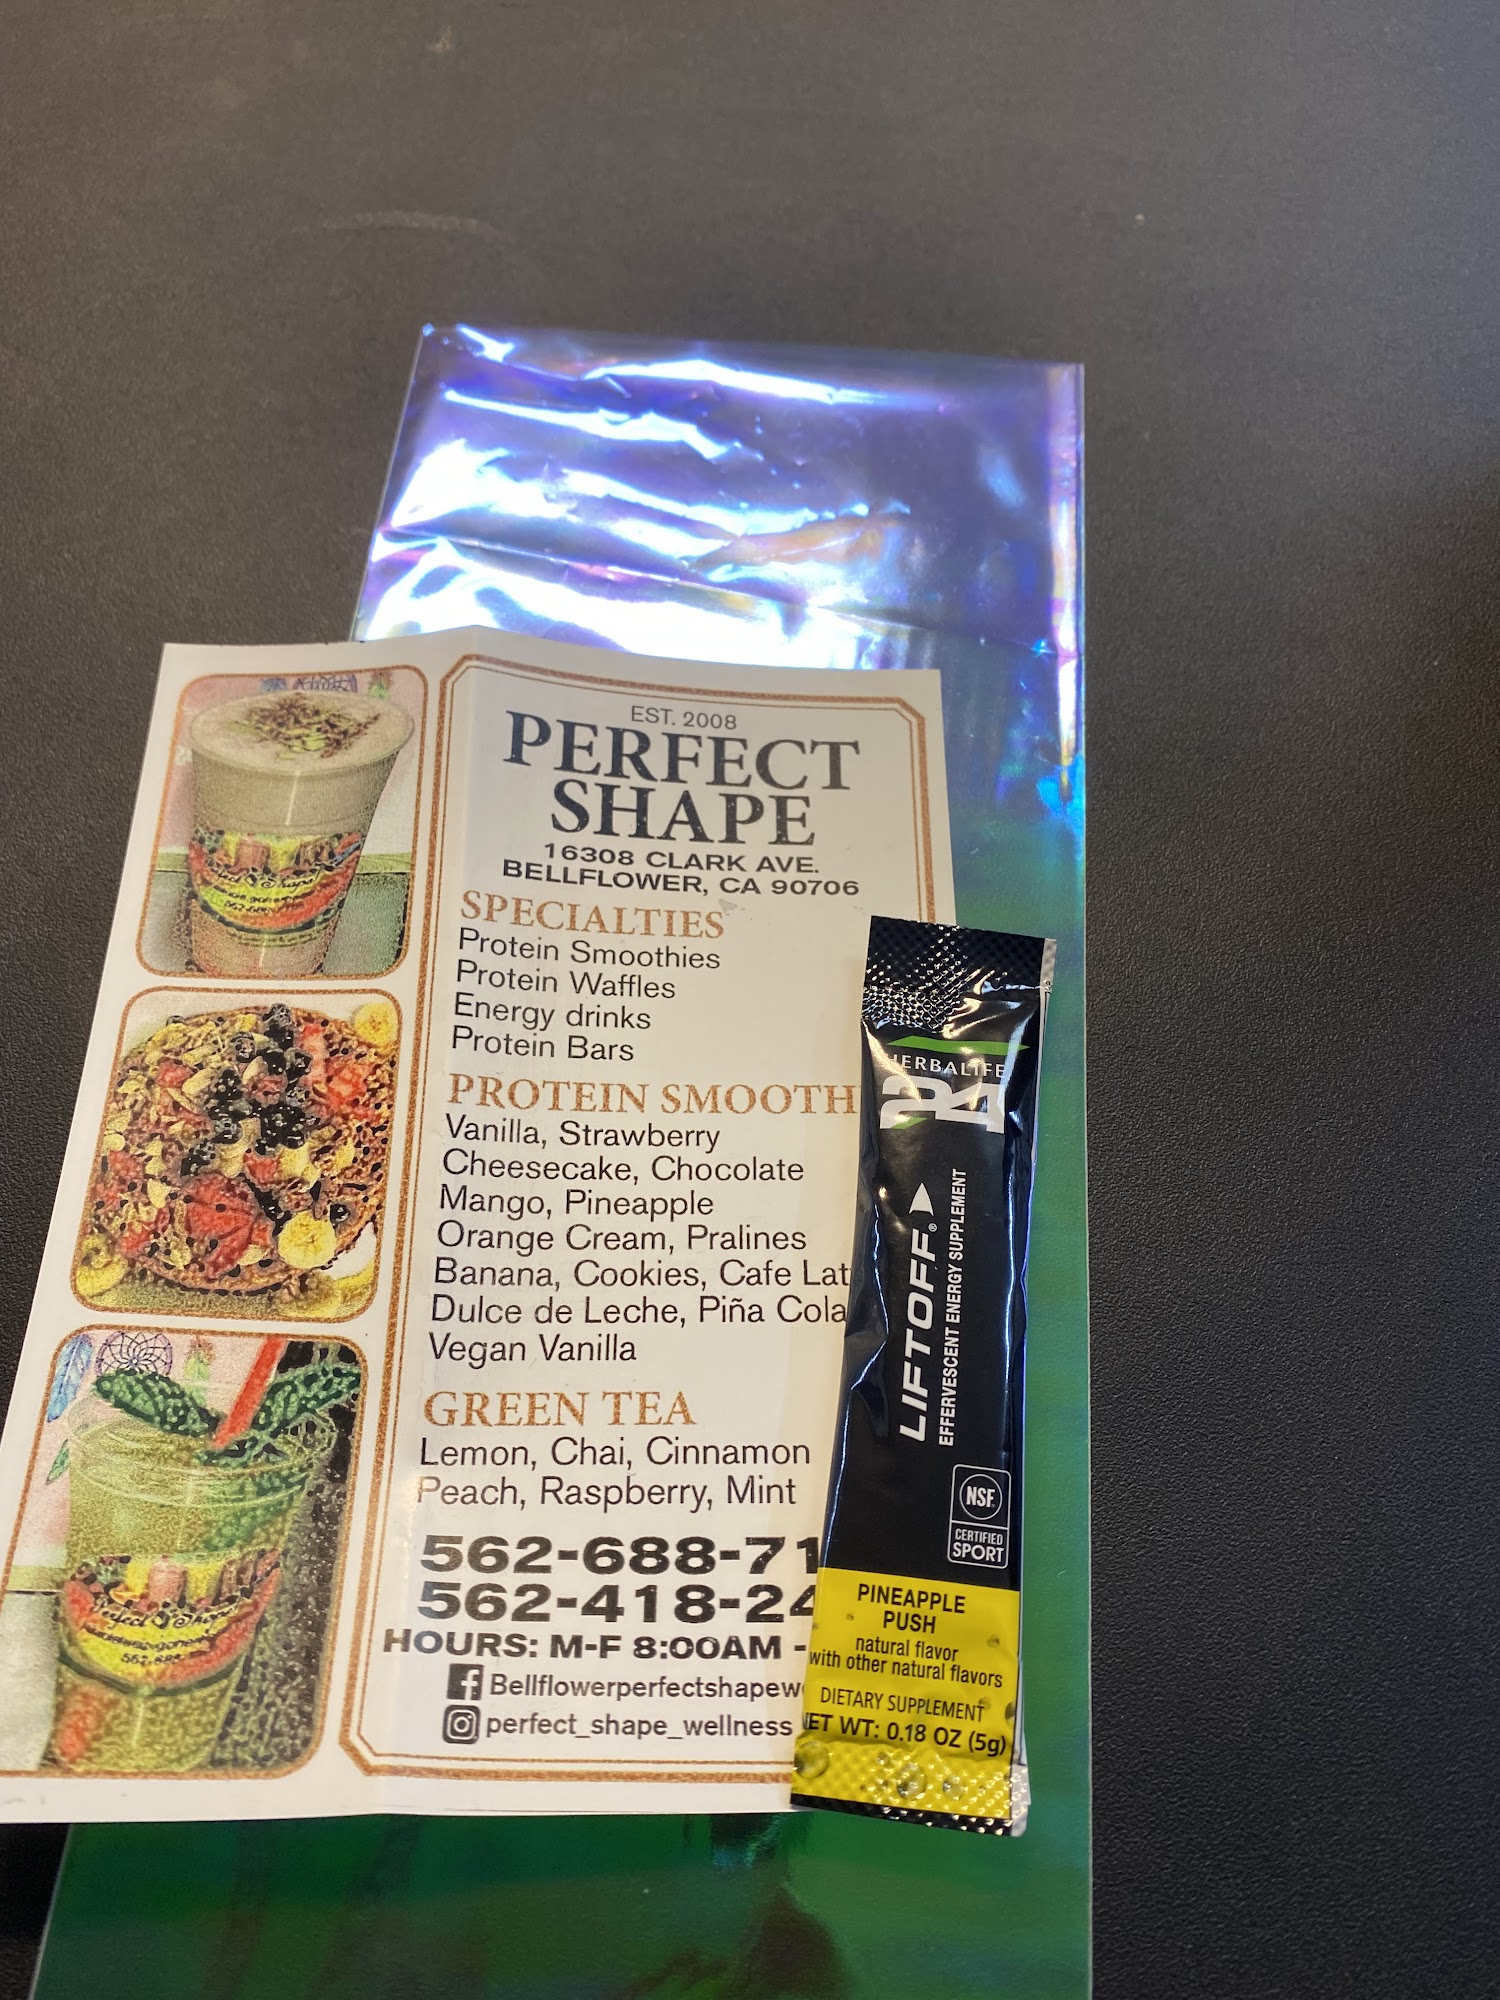 EST. 2008
PERFECT
SHAPE
16308 CLARK AVE.
BELLFLOWER, CA 90706
SPECIALTIES
Protein Smoothies
Protein Waffles
Energy drinks
Protein Bars
PROTEIN SMOOTH
Vanilla, Strawberry
Cheesecake, Chocolate
Mango, Pineapple
Orange Cream, Pralines
Banana, Cookies, Cafe Lat
Dulce de Leche, Piña Cola
Vegan Vanilla
GREEN TEA
Lemon, Chai, Cinnamon
Peach, Raspberry, Mint
562-688-71
562-418-24
HOURS: M-F 8:00AM -
Bellflowerperfectshapew
perfect_shape_wellness
Perfect Shape
HERBALIFE
24
LIFTOFF®
EFFERVESCENT ENERGY SUPPLEMENT
NSF
CERTIFIED
SPORT
PINEAPPLE
PUSH
natural flavor
with other natural flavors
DIETARY SUPPLEMENT
NET WT: 0.18 OZ (5g)